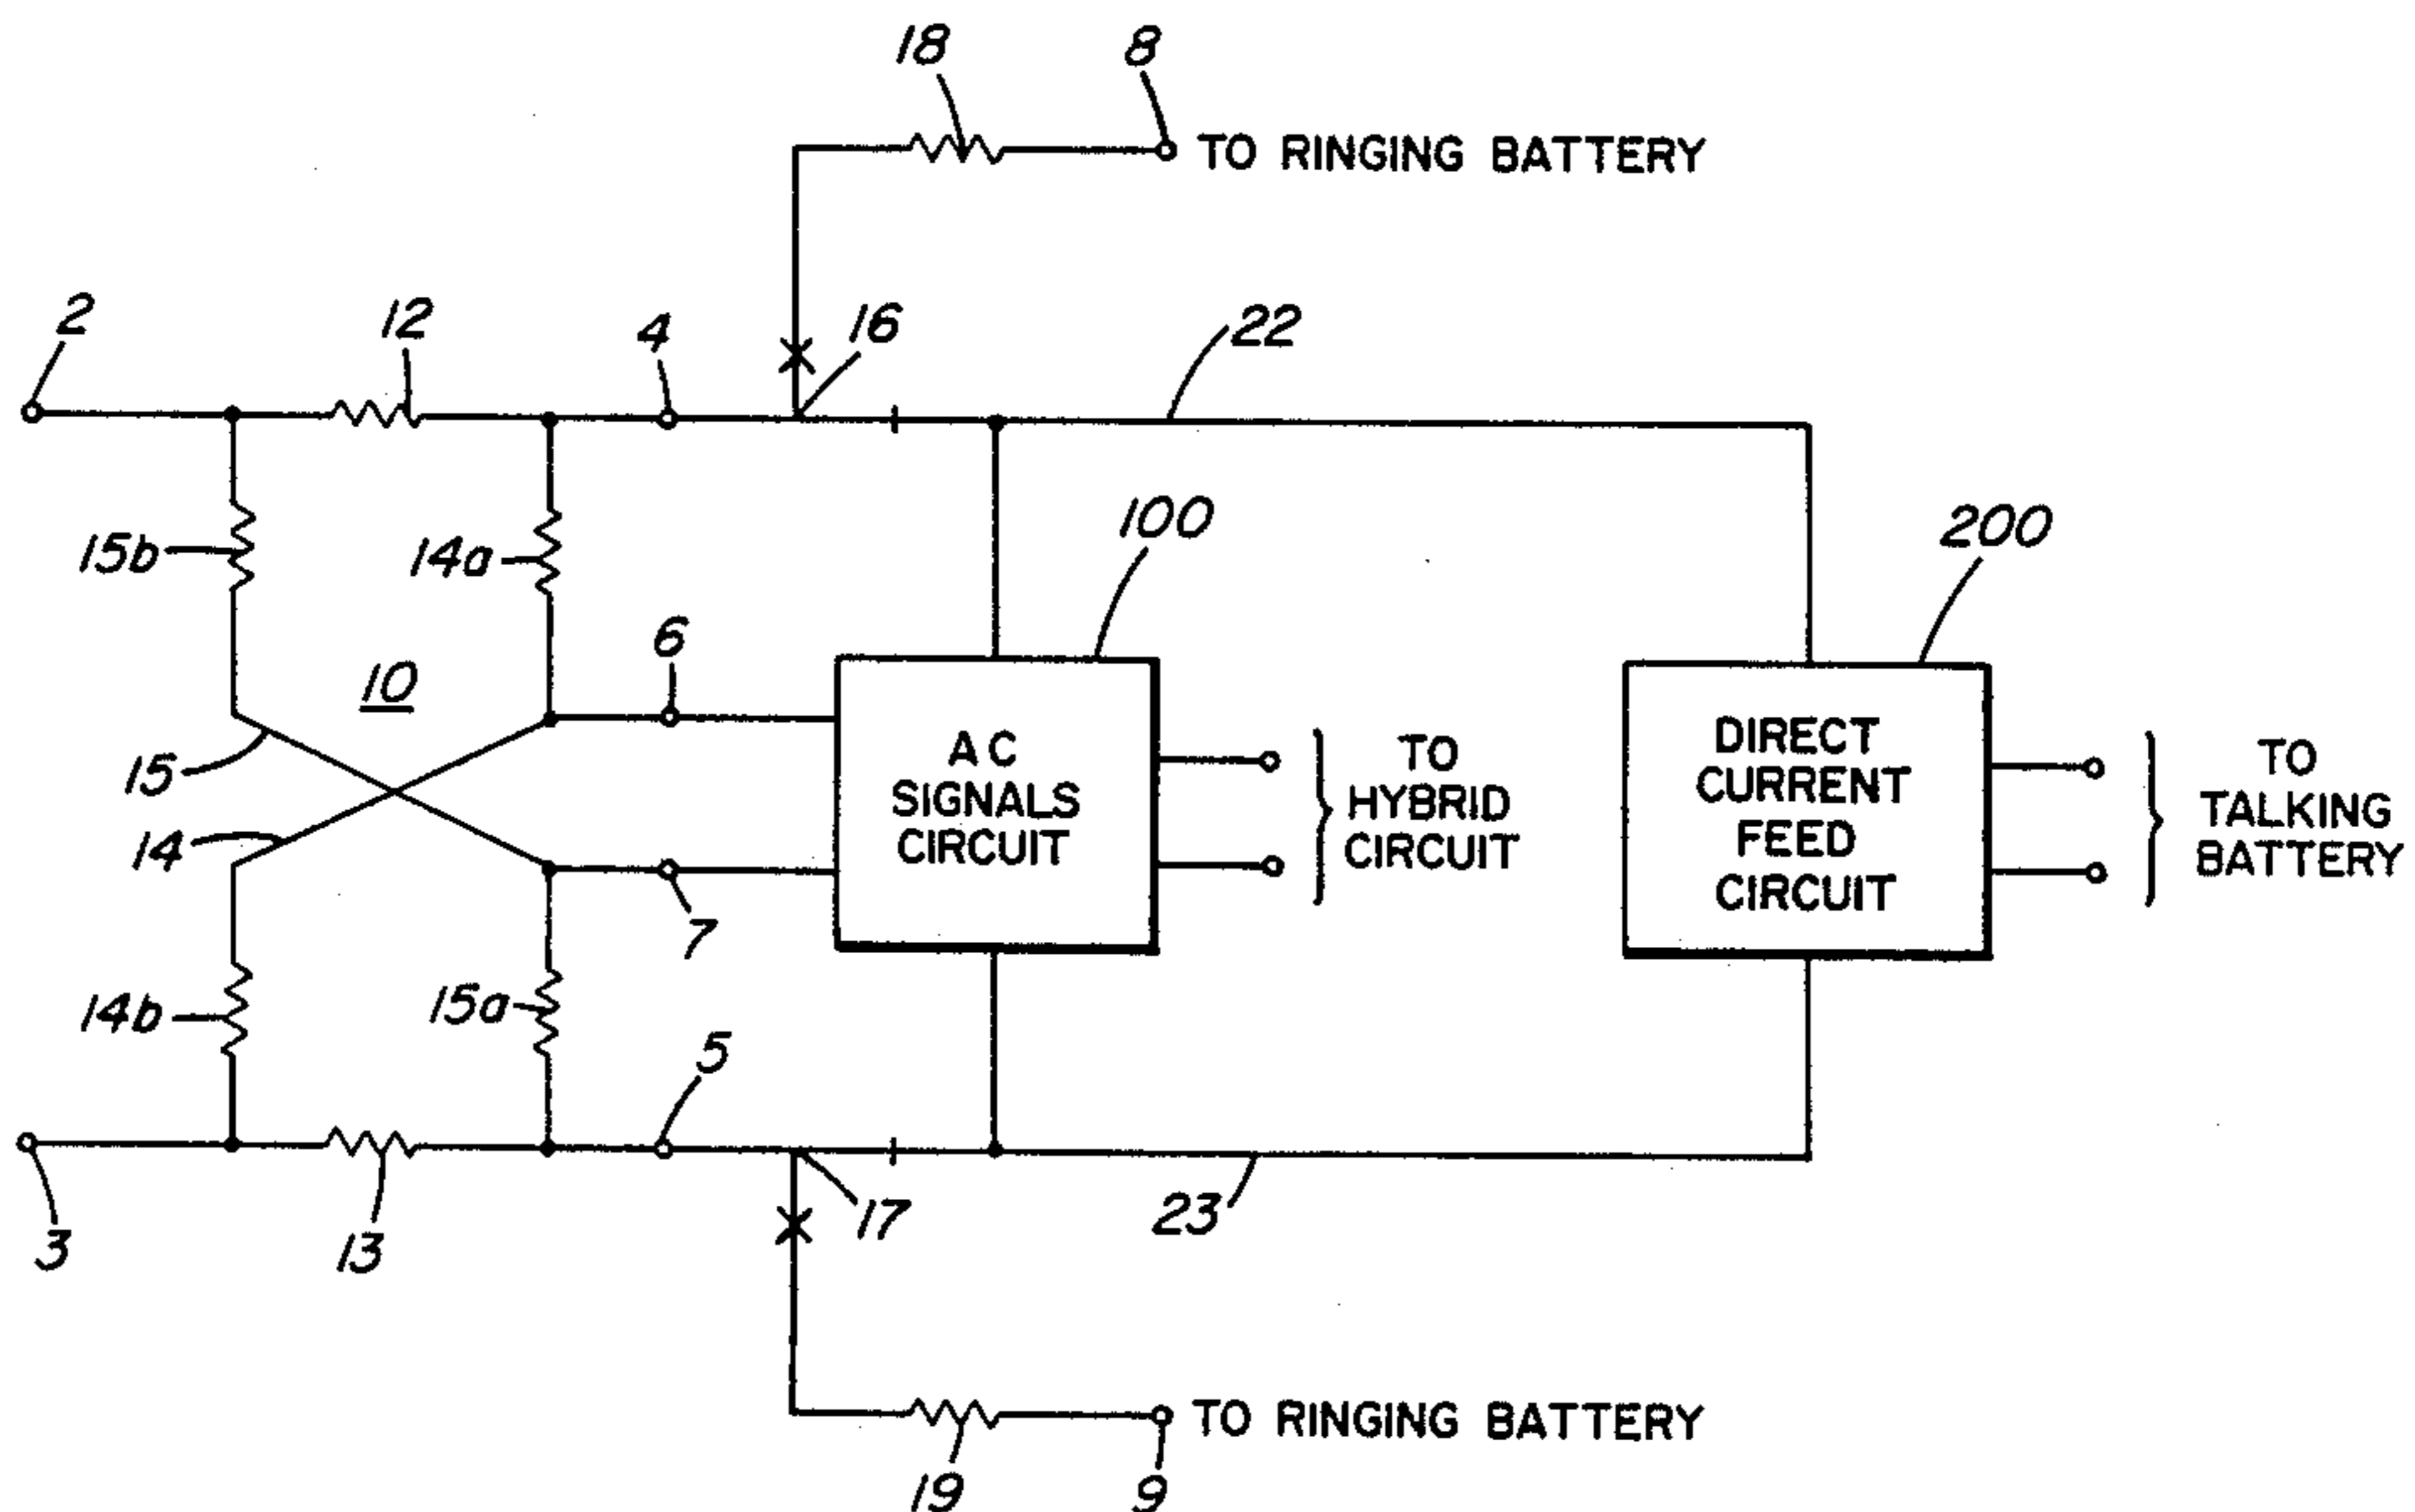 18
8
TO RINGING BATTERY
2
12
4
16
22
15b
14a
100
200
6
10
15
14
AC
SIGNALS
CIRCUIT
TO
HYBRID
CIRCUIT
DIRECT
CURRENT
FEED
CIRCUIT
TO
TALKING
BATTERY
7
14b
15a
5
3
13
17
23
TO RINGING BATTERY
19
9